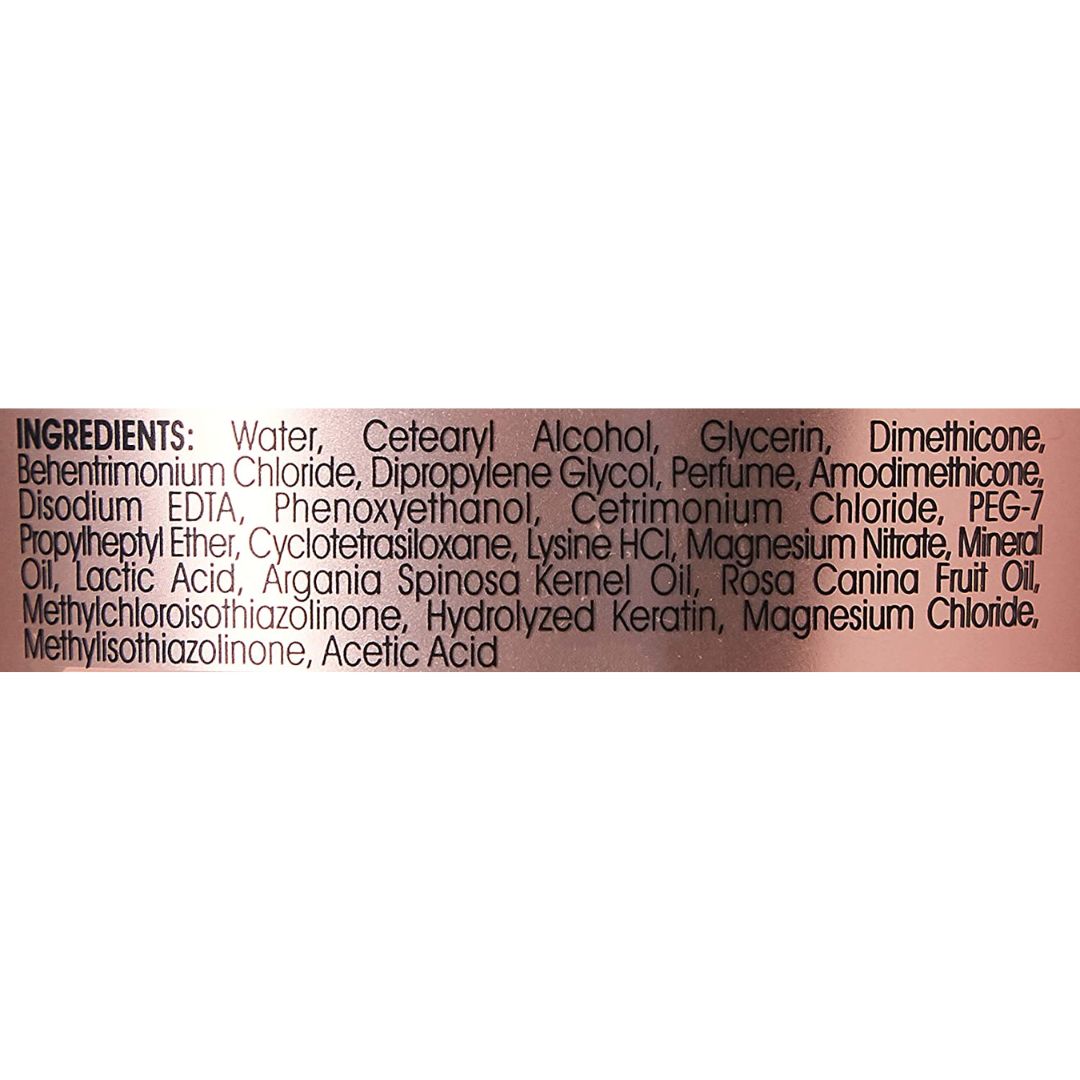 INGREDIENTS: Water, Cetearyl Alcohol, Glycerin, Dimethicone,
Behentrimonium Chloride, Dipropylene Glycol, Perfume, Amodimethicone,
Disodium EDTA, Phenoxyethanol, Cetrimonium Chloride, PEG-7
Propylheptyl Ether, Cyclotetrasiloxane, Lysine HCl, Magnesium Nitrate, Mineral
Oil, Lactic Acid, Argania Spinosa Kernel Oil, Rosa Canina Fruit Oil,
Methylchloroisothiazolinone, Hydrolyzed Keratin, Magnesium Chloride,
Methylisothiazolinone, Acetic Acid